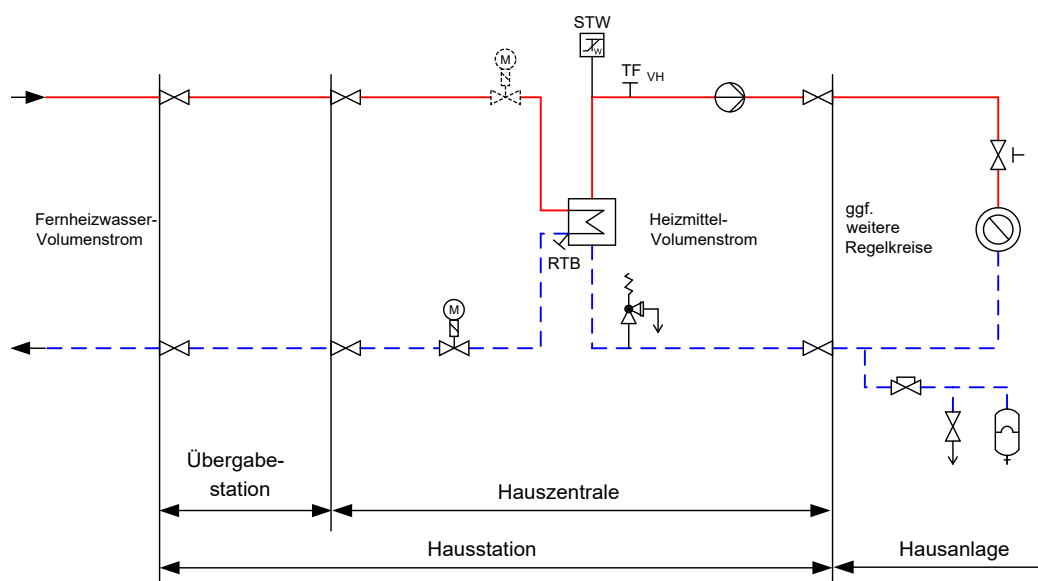 STW
W
M
TF VH
Fernheizwasser-
-Volumenstrom
Heizmittel-
-Volumenstrom
ggf.
weitere
Regelkreise
RTB
M
Übergabe-
station
Hauszentrale
Hausstation
Hausanlage